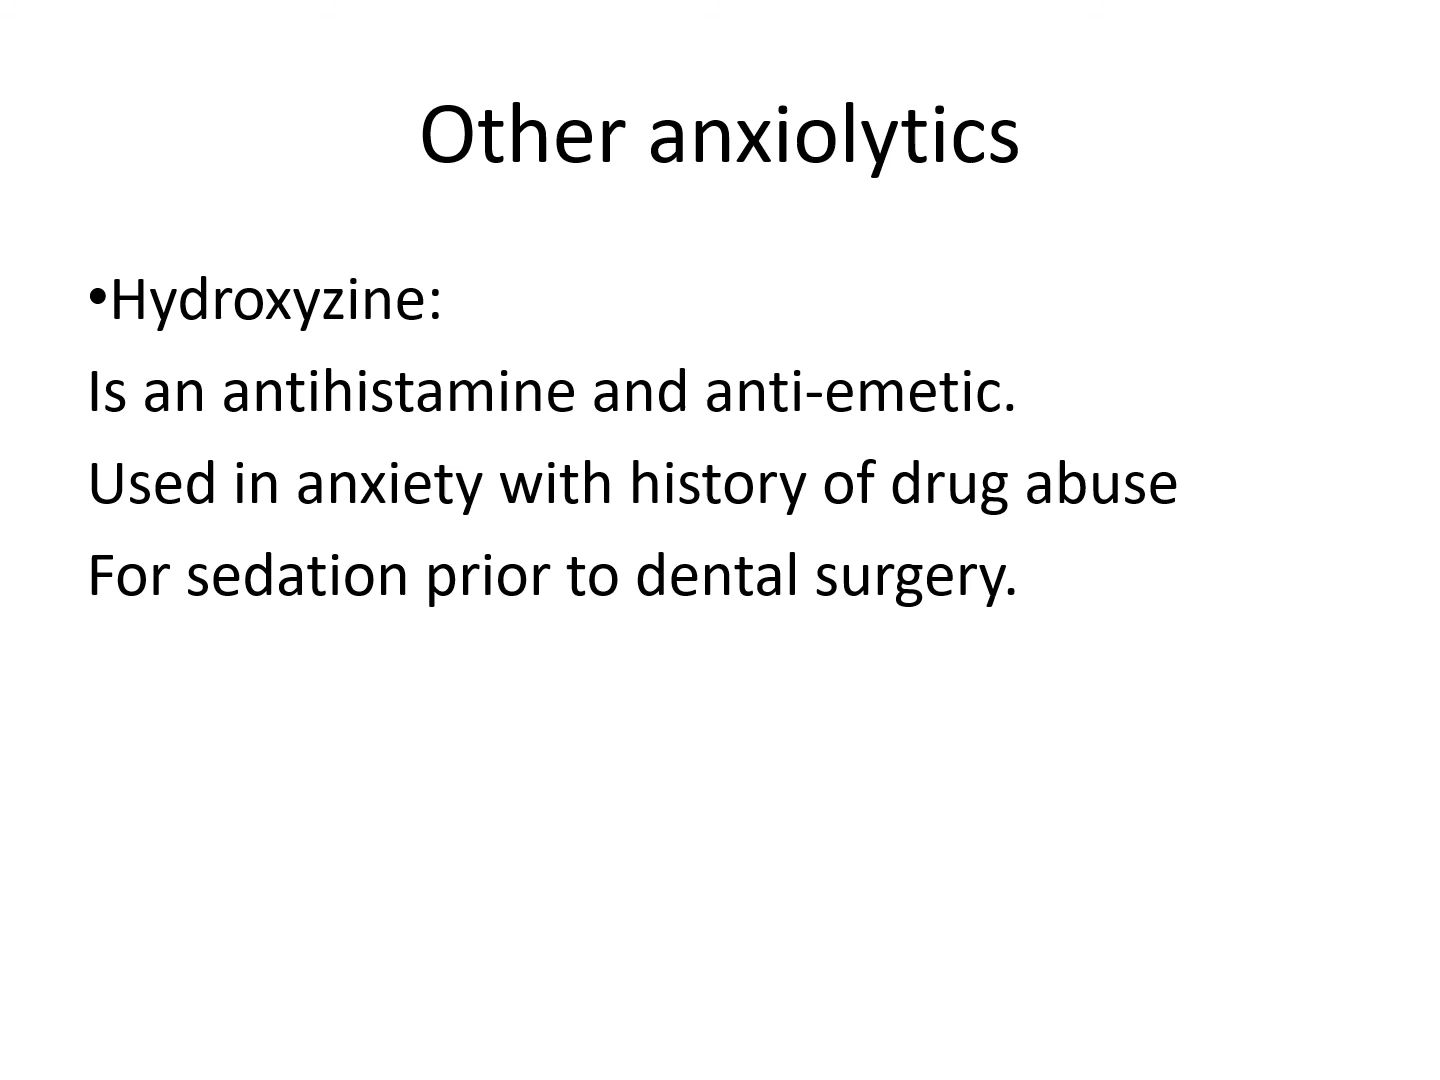 Other anxiolytics
•Hydroxyzine:
Is an antihistamine and anti-emetic.
Used in anxiety with history of drug abuse
For sedation prior to dental surgery.